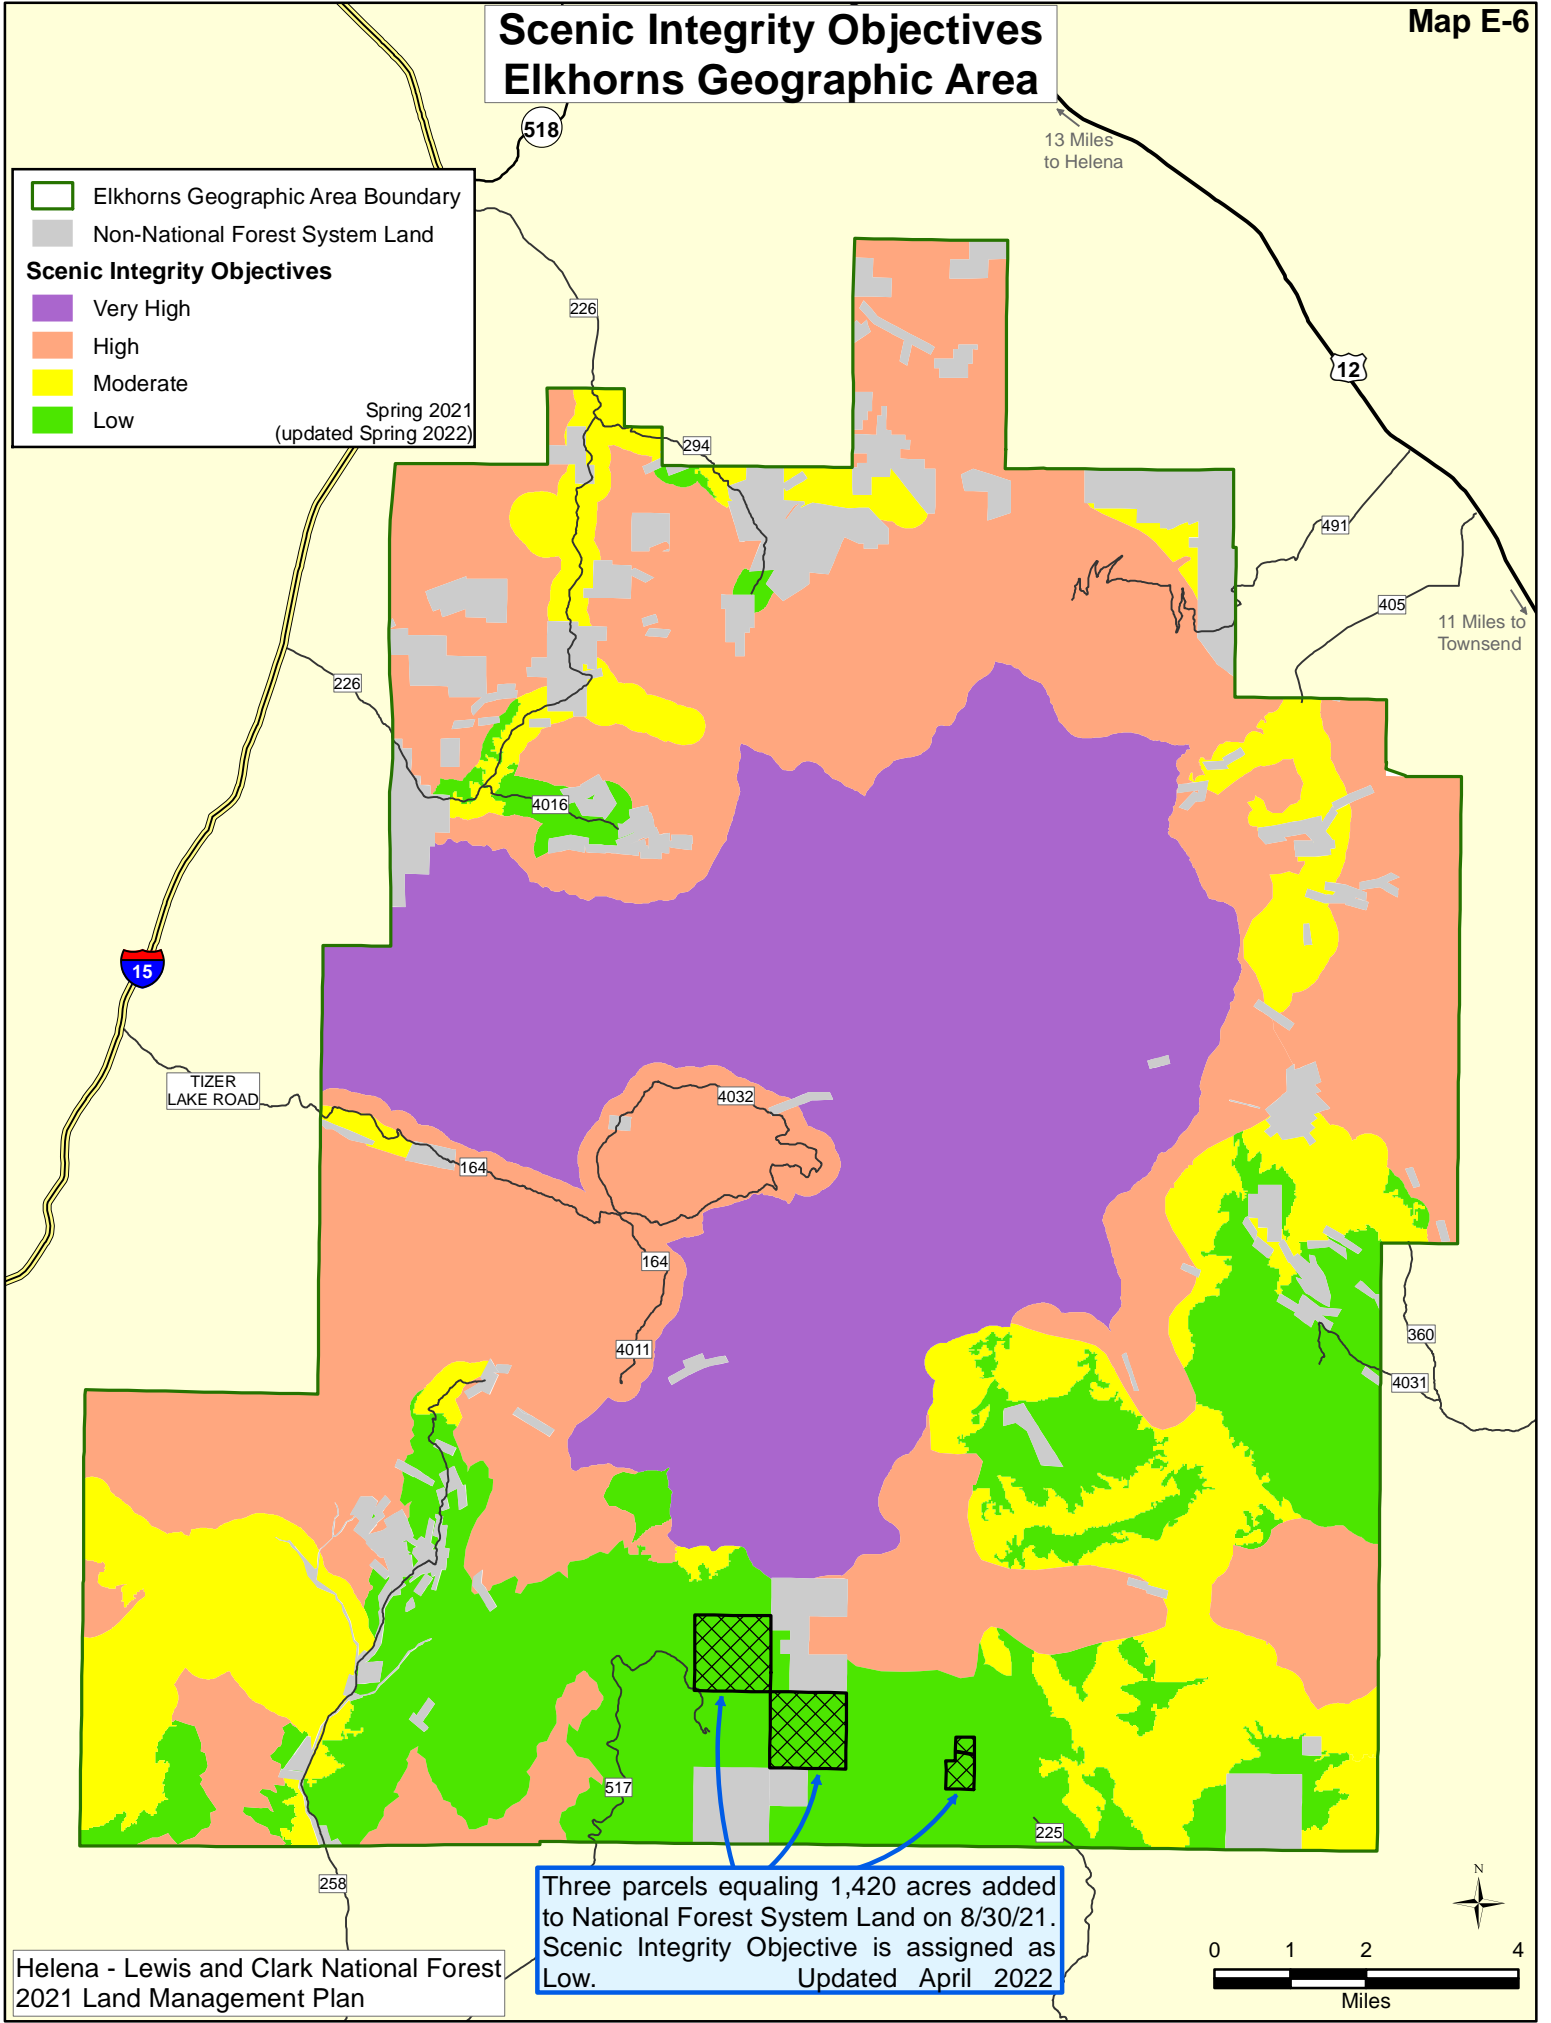 Scenic Integrity Objectives
Elkhorns Geographic Area
Map E-6
518
13 Miles
to Helena
Elkhorns Geographic Area Boundary
Non-National Forest System Land
Scenic Integrity Objectives
Very High
High
Moderate
Low
Spring 2021
(updated Spring 2022)
226
12
294
491
405
11 Miles to
Townsend
226
4016
15
TIZER
LAKE ROAD
4032
164
164
4011
360
4031
517
225
258
Three parcels equaling 1,420 acres added
to National Forest System Land on 8/30/21.
Scenic Integrity Objective is assigned as
Low. Updated April 2022
N
0 1 2 4
Miles
Helena - Lewis and Clark National Forest
2021 Land Management Plan